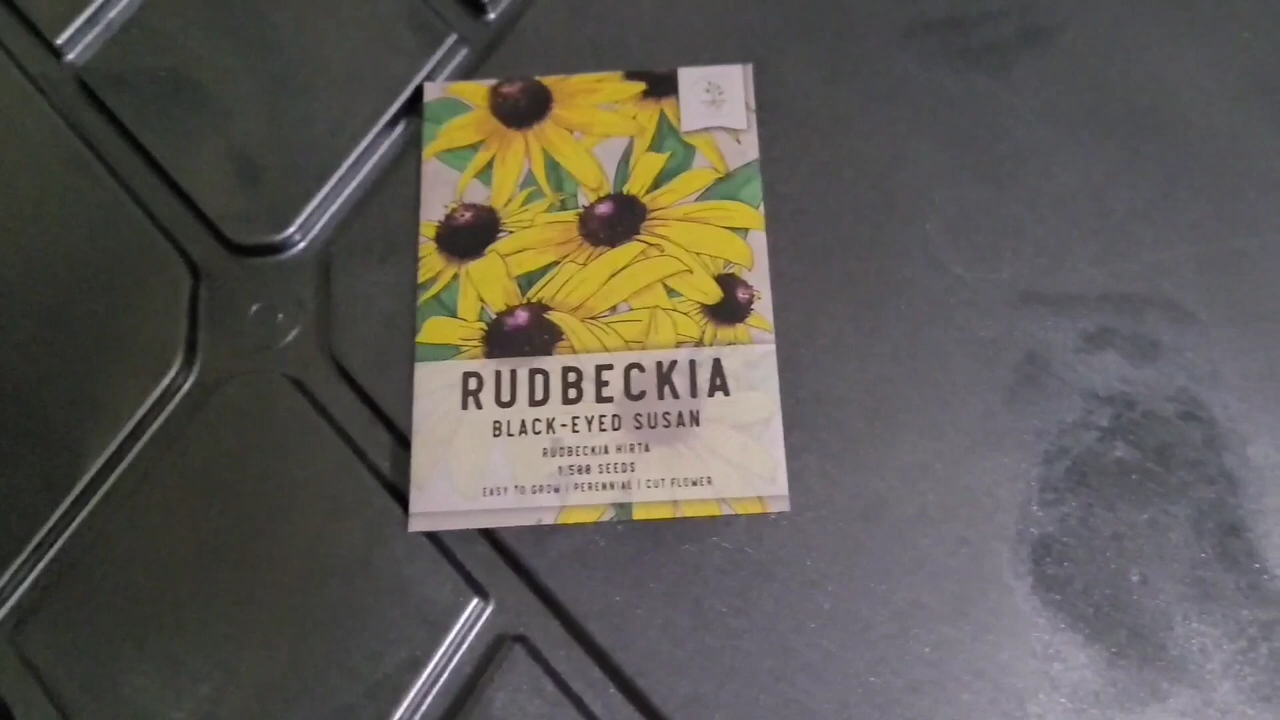 RUDBECKIA
BLACK-EYED SUSAN
RUDBECKIA HIRTA
1,500 SEEDS
EASY TO GROW | PERENNIAL | CUT FLOWER